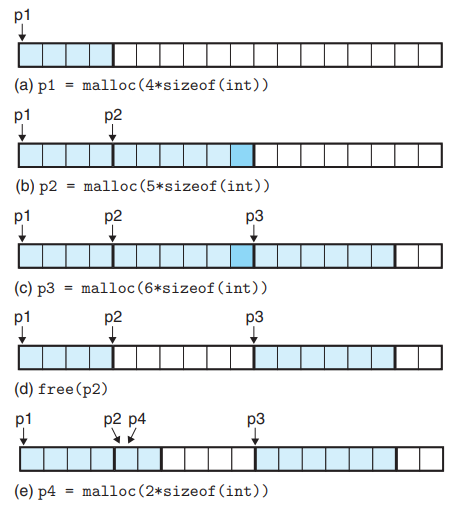 p1
(a) p1 = malloc(4*sizeof(int))
p1 p2
(b) p2 = malloc(5*sizeof(int))
p1 p2 p3
(c) p3 = malloc(6*sizeof(int))
p1 p2 p3
(d) free(p2)
p1 p2 p4 p3
(e) p4 = malloc(2*sizeof(int))